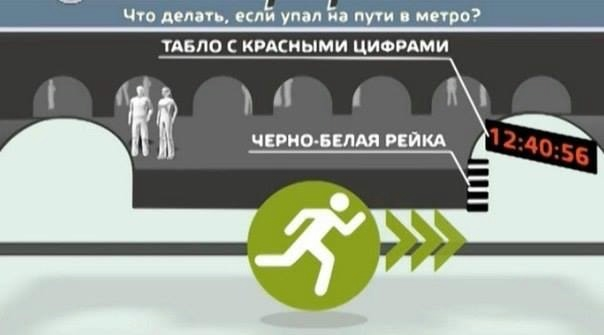 Что делать, если упал на пути в метро?
ТАБЛО С КРАСНЫМИ ЦИФРАМИ
ЧЕРНО-БЕЛАЯ РЕЙКА
12:40:56